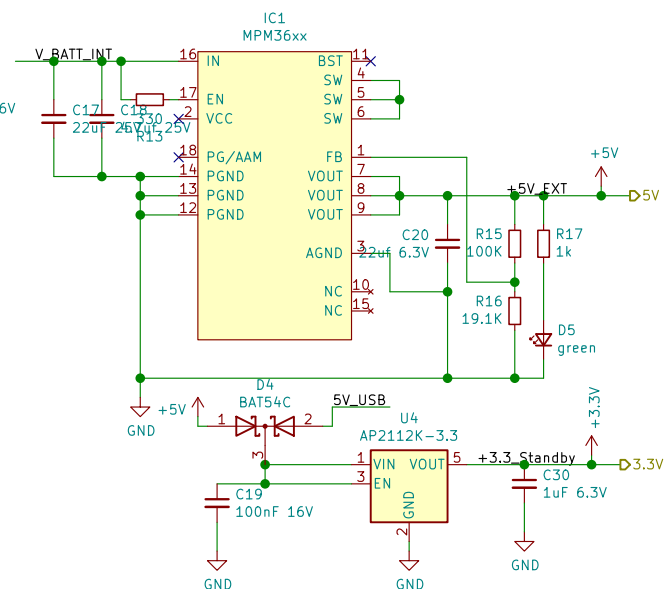 IC1
MPM36xx
V_BATT_INT
16 IN
BST 11
4
SW
SW 5
SW 6
17 EN
2 VCC
330
R13
6V
C17
22uF 25V
C18
4.7uf 25V
18 PG/AAM
14 PGND
13 PGND
12 PGND
FB 1
VOUT 7
VOUT 8
VOUT 9
AGND 3
NC 10
NC 15
+5V
+5V_EXT
5V
C20
22uf 6.3V
R15
100K
R17
1k
R16
19.1K
D5
green
GND
D4
BAT54C
+5V
1
2
3
5V_USB
U4
AP2112K-3.3
1 VIN
VOUT 5
3 EN
GND
2
+3.3_Standby
+3.3V
3.3V
C19
100nF 16V
C30
1uF 6.3V
GND
GND
GND